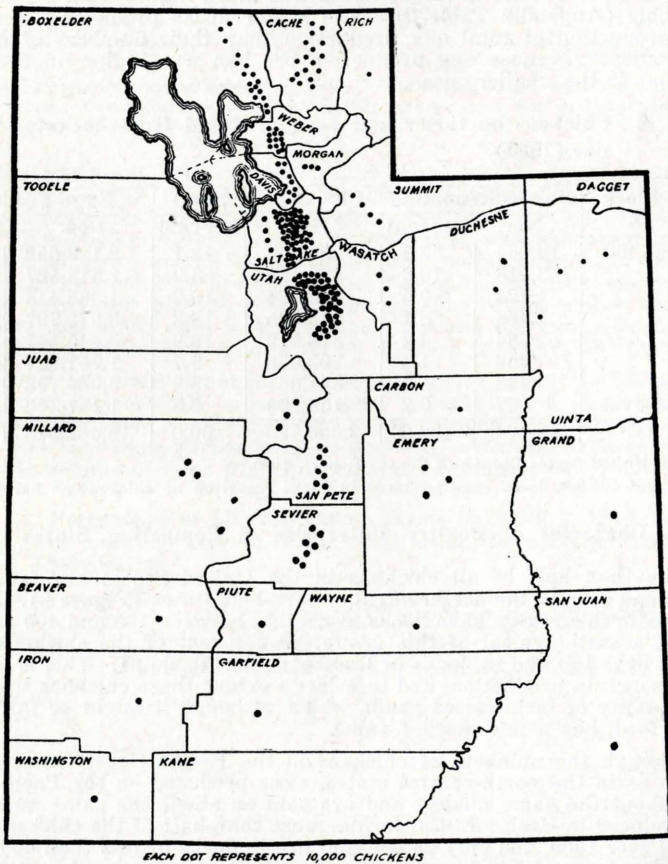 BOXELDER
CACHE
RICH
WEBER
MORGAN
DAVIS
TOOELE
SUMMIT
DAGGET
DUCHESNE
WASATCH
SALT LAKE
UTAH
JUAB
CARBON
UINTA
MILLARD
EMERY
GRAND
SAN PETE
SEVIER
BEAVER
PIUTE
WAYNE
SAN JUAN
IRON
GARFIELD
WASHINGTON
KANE
EACH DOT REPRESENTS 10,000 CHICKENS